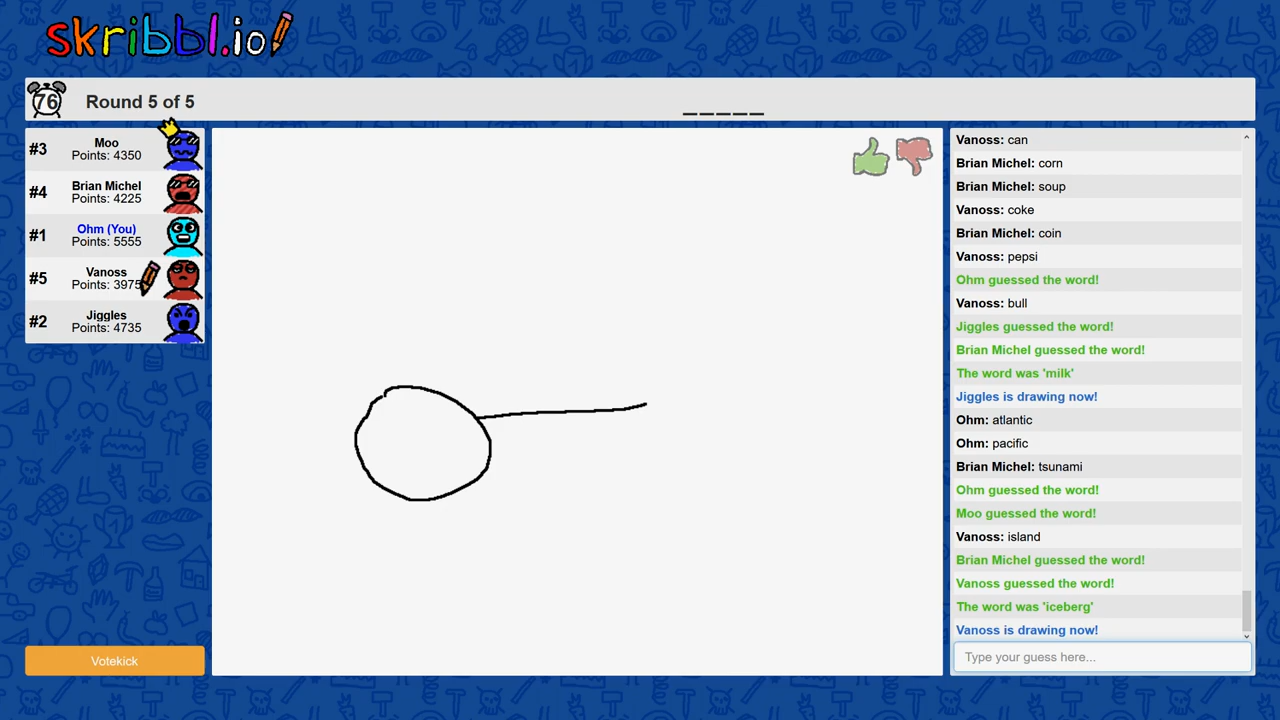 skribbl.io
76
Round 5 of 5
_____
#3
Moo
Points: 4350
#4
Brian Michel
Points: 4225
#1
Ohm (You)
Points: 5555
#5
Vanoss
Points: 3975
#2
Jiggles
Points: 4735
Votekick
Vanoss: can
Brian Michel: corn
Brian Michel: soup
Vanoss: coke
Brian Michel: coin
Vanoss: pepsi
Ohm guessed the word!
Vanoss: bull
Jiggles guessed the word!
Brian Michel guessed the word!
The word was 'milk'
Jiggles is drawing now!
Ohm: atlantic
Ohm: pacific
Brian Michel: tsunami
Ohm guessed the word!
Moo guessed the word!
Vanoss: island
Brian Michel guessed the word!
Vanoss guessed the word!
The word was 'iceberg'
Vanoss is drawing now!
Type your guess here...